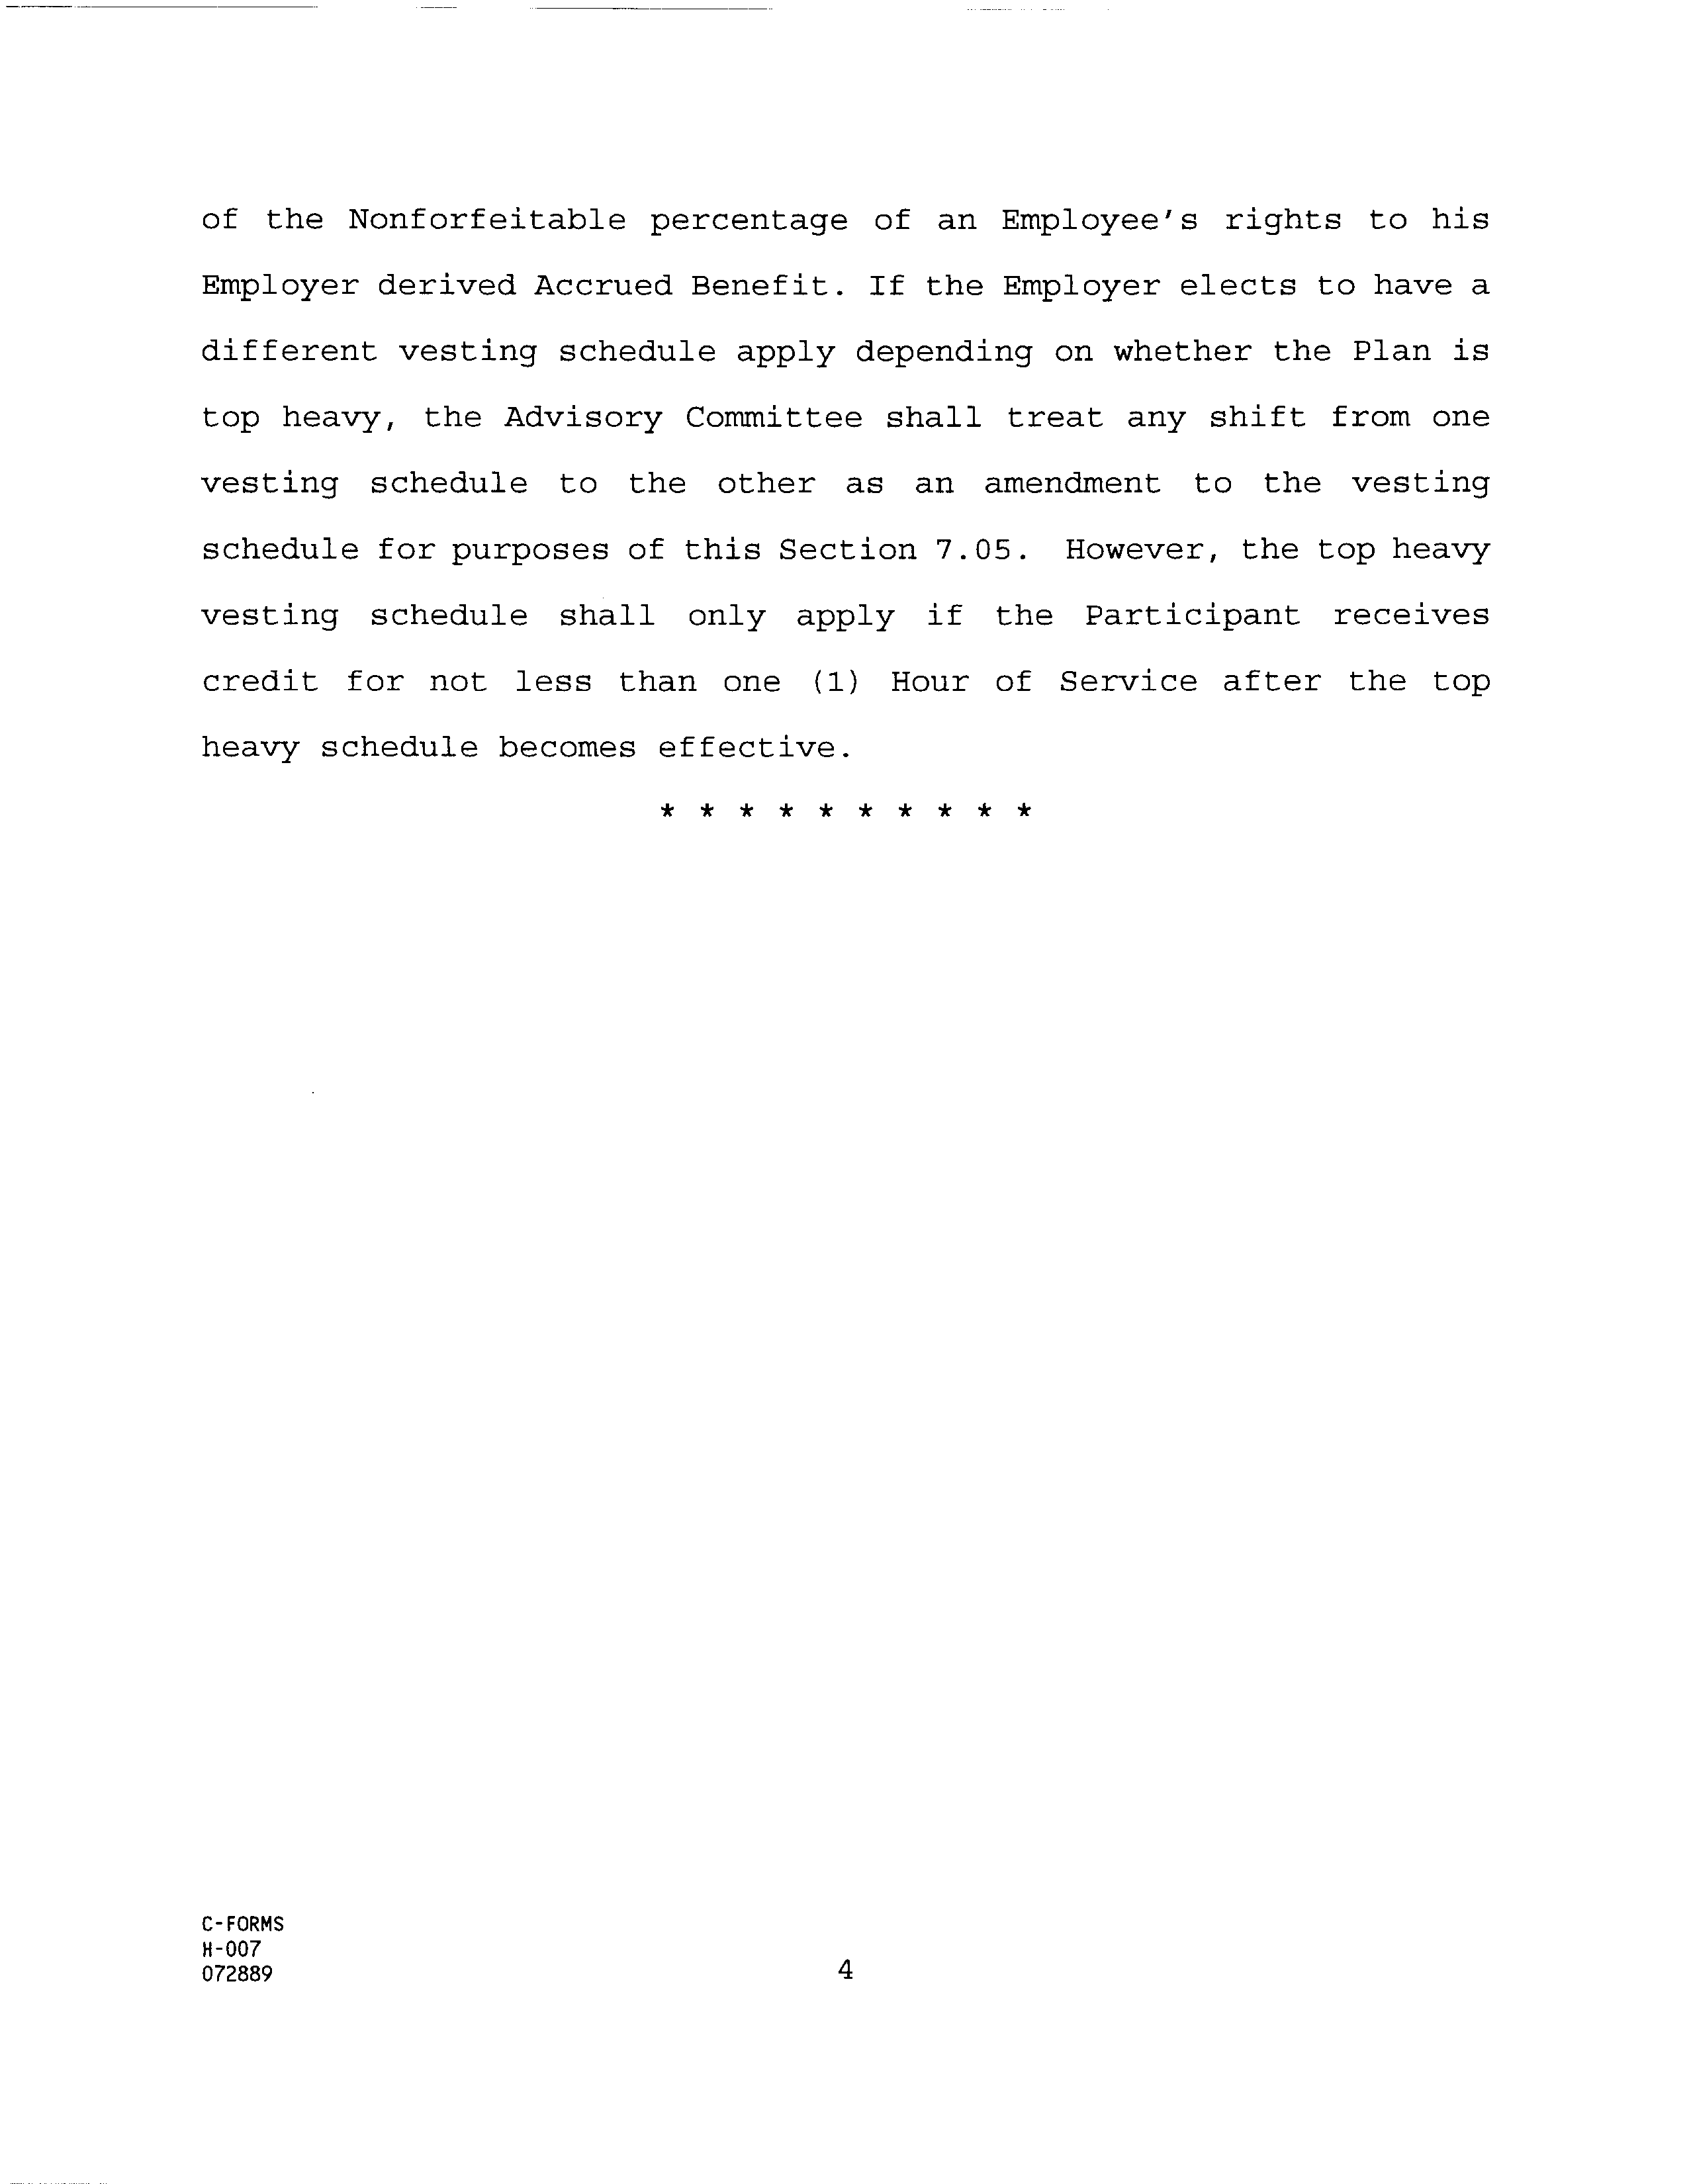 of the Nonforfeitable percentage of an Employee's rights to his
Employer derived Accrued Benefit. If the Employer elects to have a
different vesting schedule apply depending on whether the Plan is
top heavy, the Advisory Committee shall treat any shift from one
vesting schedule to the other as an amendment to the vesting
schedule for purposes of this Section 7.05. However, the top heavy
vesting schedule shall only apply if the Participant receives
credit for not less than one (1) Hour of Service after the top
heavy schedule becomes effective.
* * * * * * * * * *
C-FORMS
H-007
072889
4